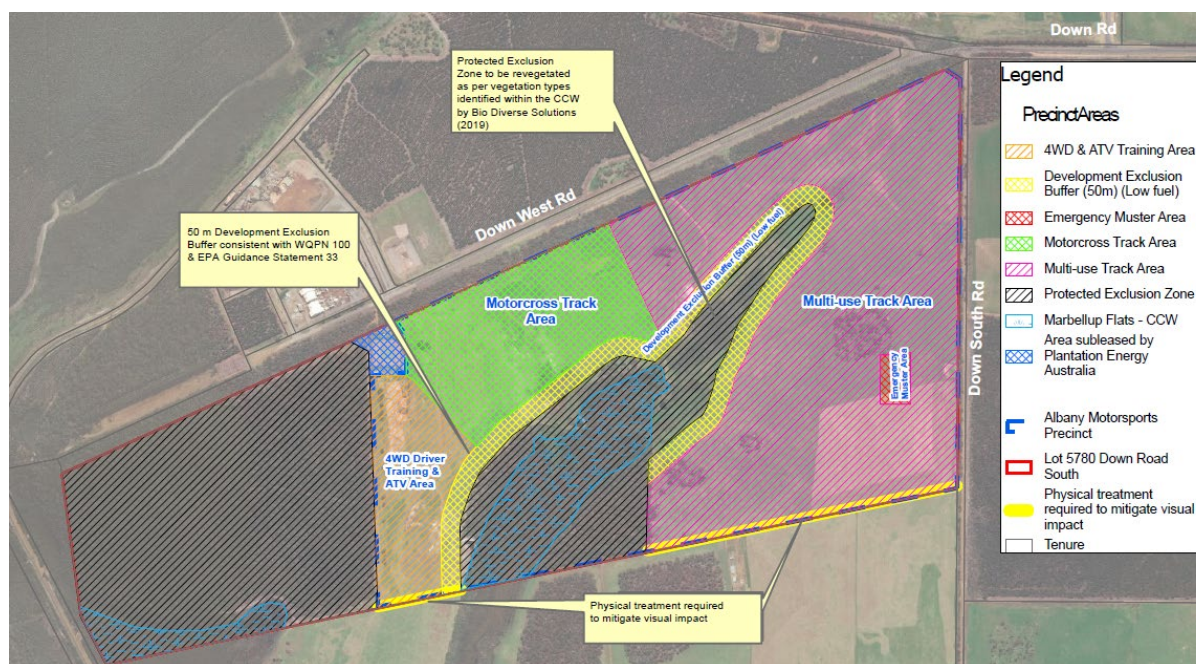 Down Rd
Protected Exclusion
Zone to be revegetated
as per vegetation types
identified within the CCW
by Bio Diverse Solutions
(2019)
Down West Rd
50 m Development Exclusion
Buffer consistent with WQPN 100
& EPA Guidance Statement 33
Development Exclusion Buffer (50m) (Low fuel)
Motorcross Track
Area
Multi-use Track Area
Emergency
Muster Area
Down South Rd
4WD Driver
Training &
ATV Area
Physical treatment required
to mitigate visual impact
Legend
PrecinctAreas
4WD & ATV Training Area
Development Exclusion
Buffer (50m) (Low fuel)
Emergency Muster Area
Motorcross Track Area
Multi-use Track Area
Protected Exclusion Zone
Marbellup Flats - CCW
Area subleased by
Plantation Energy
Australia
Albany Motorsports
Precinct
Lot 5780 Down Road
South
Physical treatment
required to mitigate visual
impact
Tenure